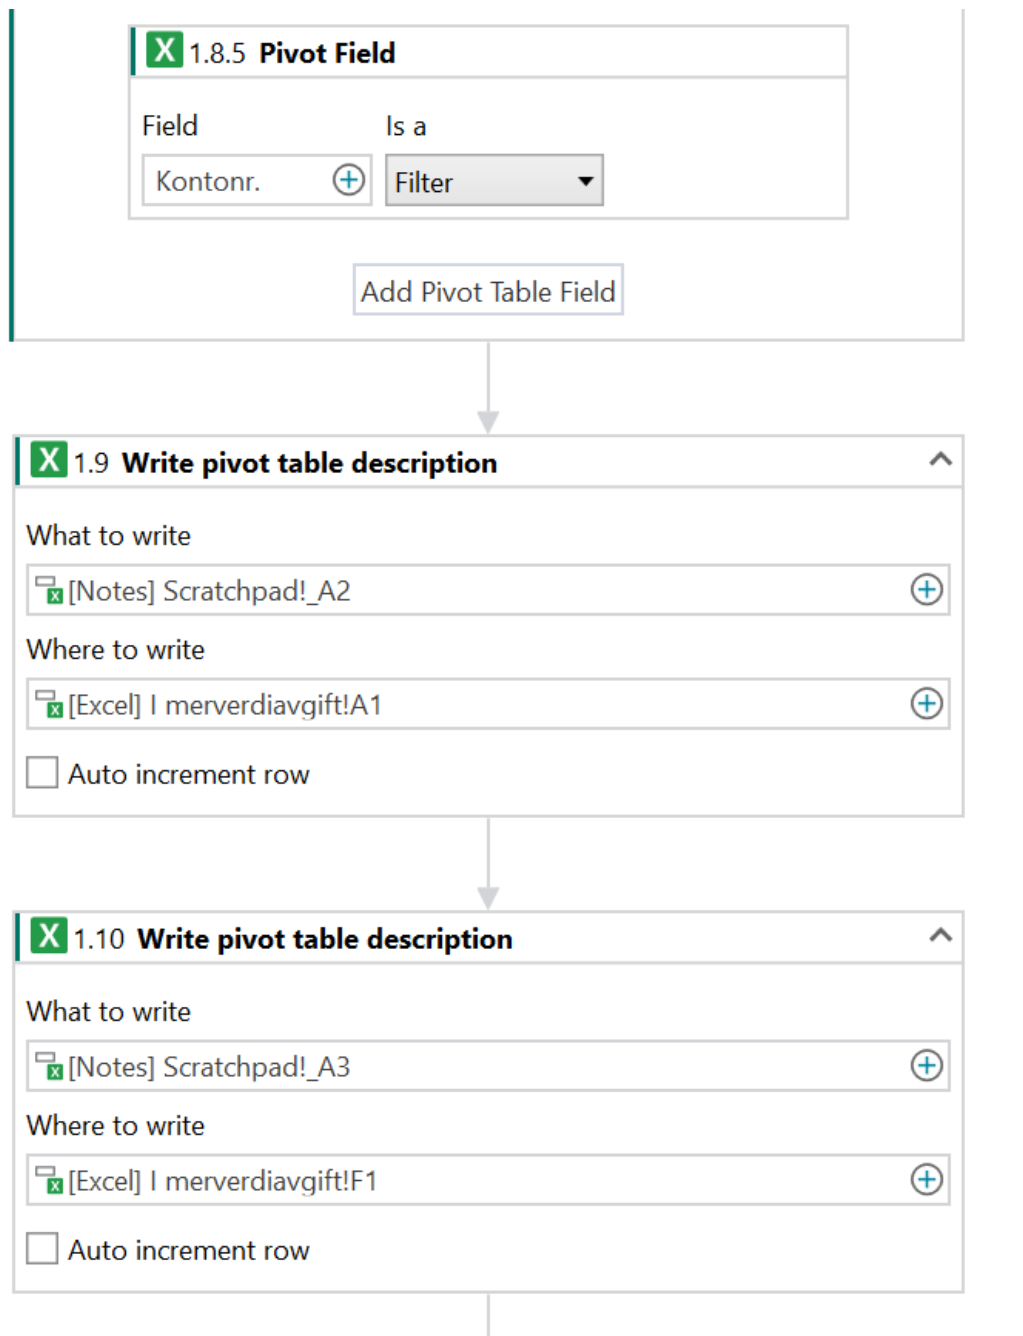 1.8.5 Pivot Field
Field Is a
Kontonr. Filter
Add Pivot Table Field
1.9 Write pivot table description
What to write
[Notes] Scratchpad!_A2
Where to write
[Excel] I merverdiavgift!A1
Auto increment row
1.10 Write pivot table description
What to write
[Notes] Scratchpad!_A3
Where to write
[Excel] I merverdiavgift!F1
Auto increment row